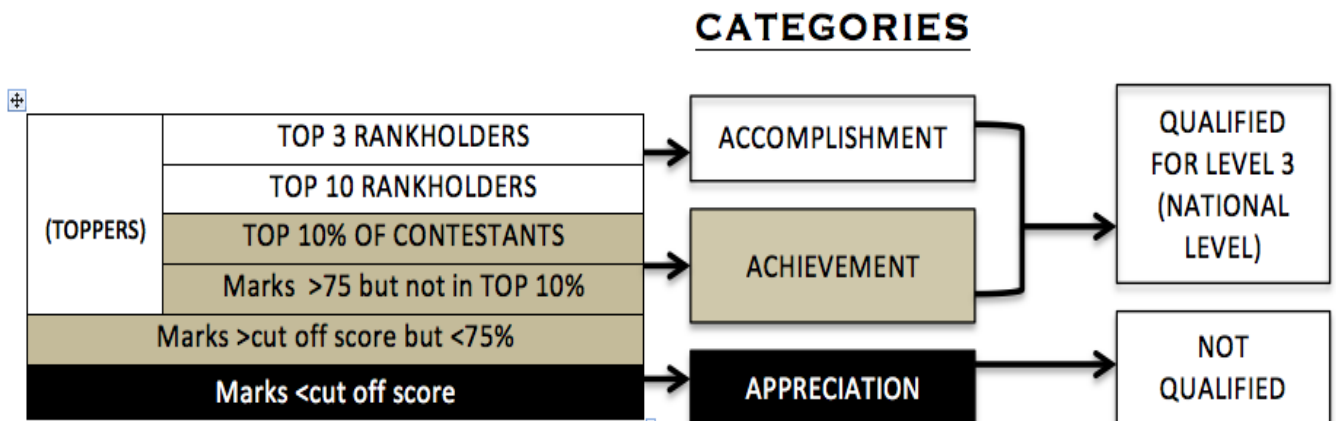 CATEGORIES
(TOPPERS)
TOP 3 RANKHOLDERS
TOP 10 RANKHOLDERS
TOP 10% OF CONTESTANTS
Marks >75 but not in TOP 10%
Marks >cut off score but <75%
Marks <cut off score
ACCOMPLISHMENT
ACHIEVEMENT
APPRECIATION
QUALIFIED
FOR LEVEL 3
(NATIONAL
LEVEL)
NOT
QUALIFIED